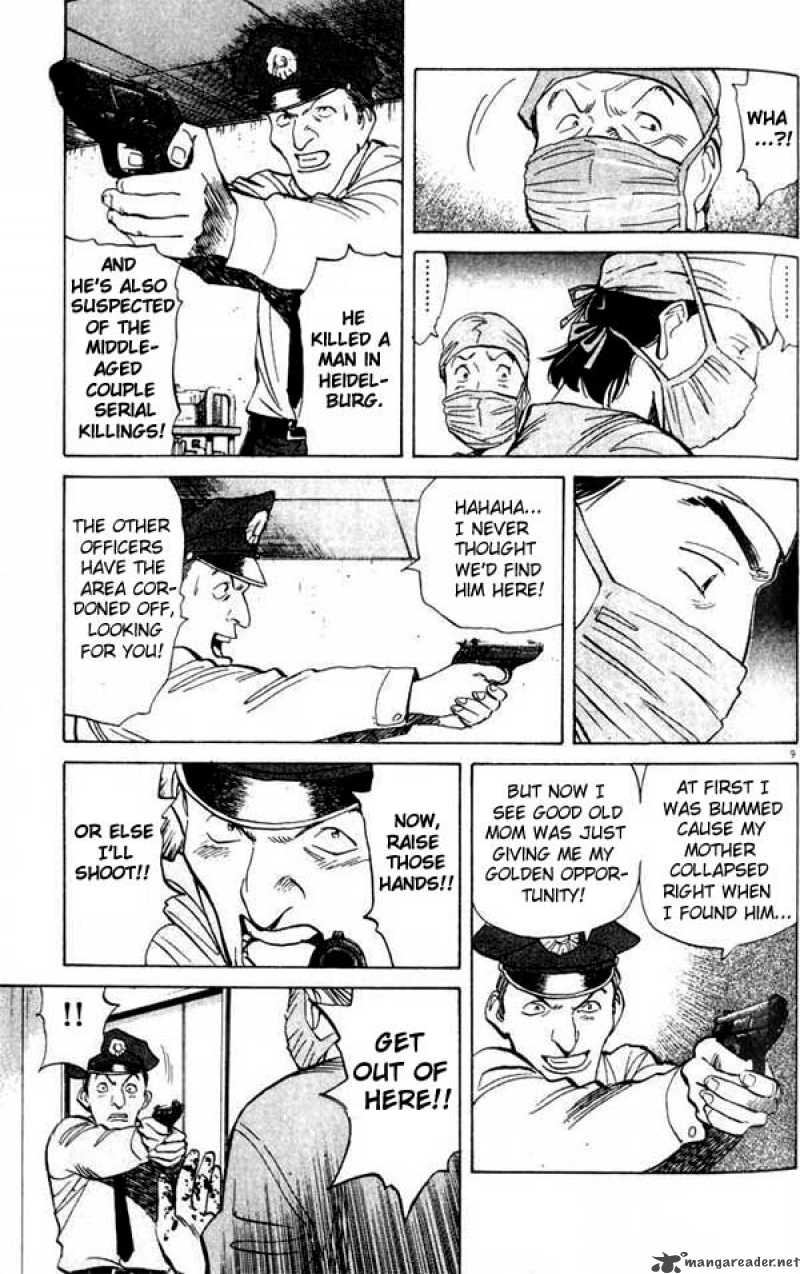 WHA
...?!
........
........
HE
KILLED A
MAN IN
HEIDEL-
BURG.
AND
HE'S ALSO
SUSPECTED
OF THE
MIDDLE-
AGED
COUPLE
SERIAL
KILLINGS!
HAHAHA...
I NEVER
THOUGHT
WE'D FIND
HIM HERE!
THE OTHER
OFFICERS
HAVE THE
AREA COR-
DONED OFF,
LOOKING
FOR YOU!
9
AT FIRST I
WAS BUMMED
CAUSE MY
MOTHER
COLLAPSED
RIGHT WHEN
I FOUND HIM...
BUT NOW I
SEE GOOD OLD
MOM WAS JUST
GIVING ME MY
GOLDEN OPPOR-
TUNITY!
NOW,
RAISE
THOSE
HANDS!!
OR ELSE
I'LL
SHOOT!!
GET
OUT OF
HERE!!
!!
mangareader.net